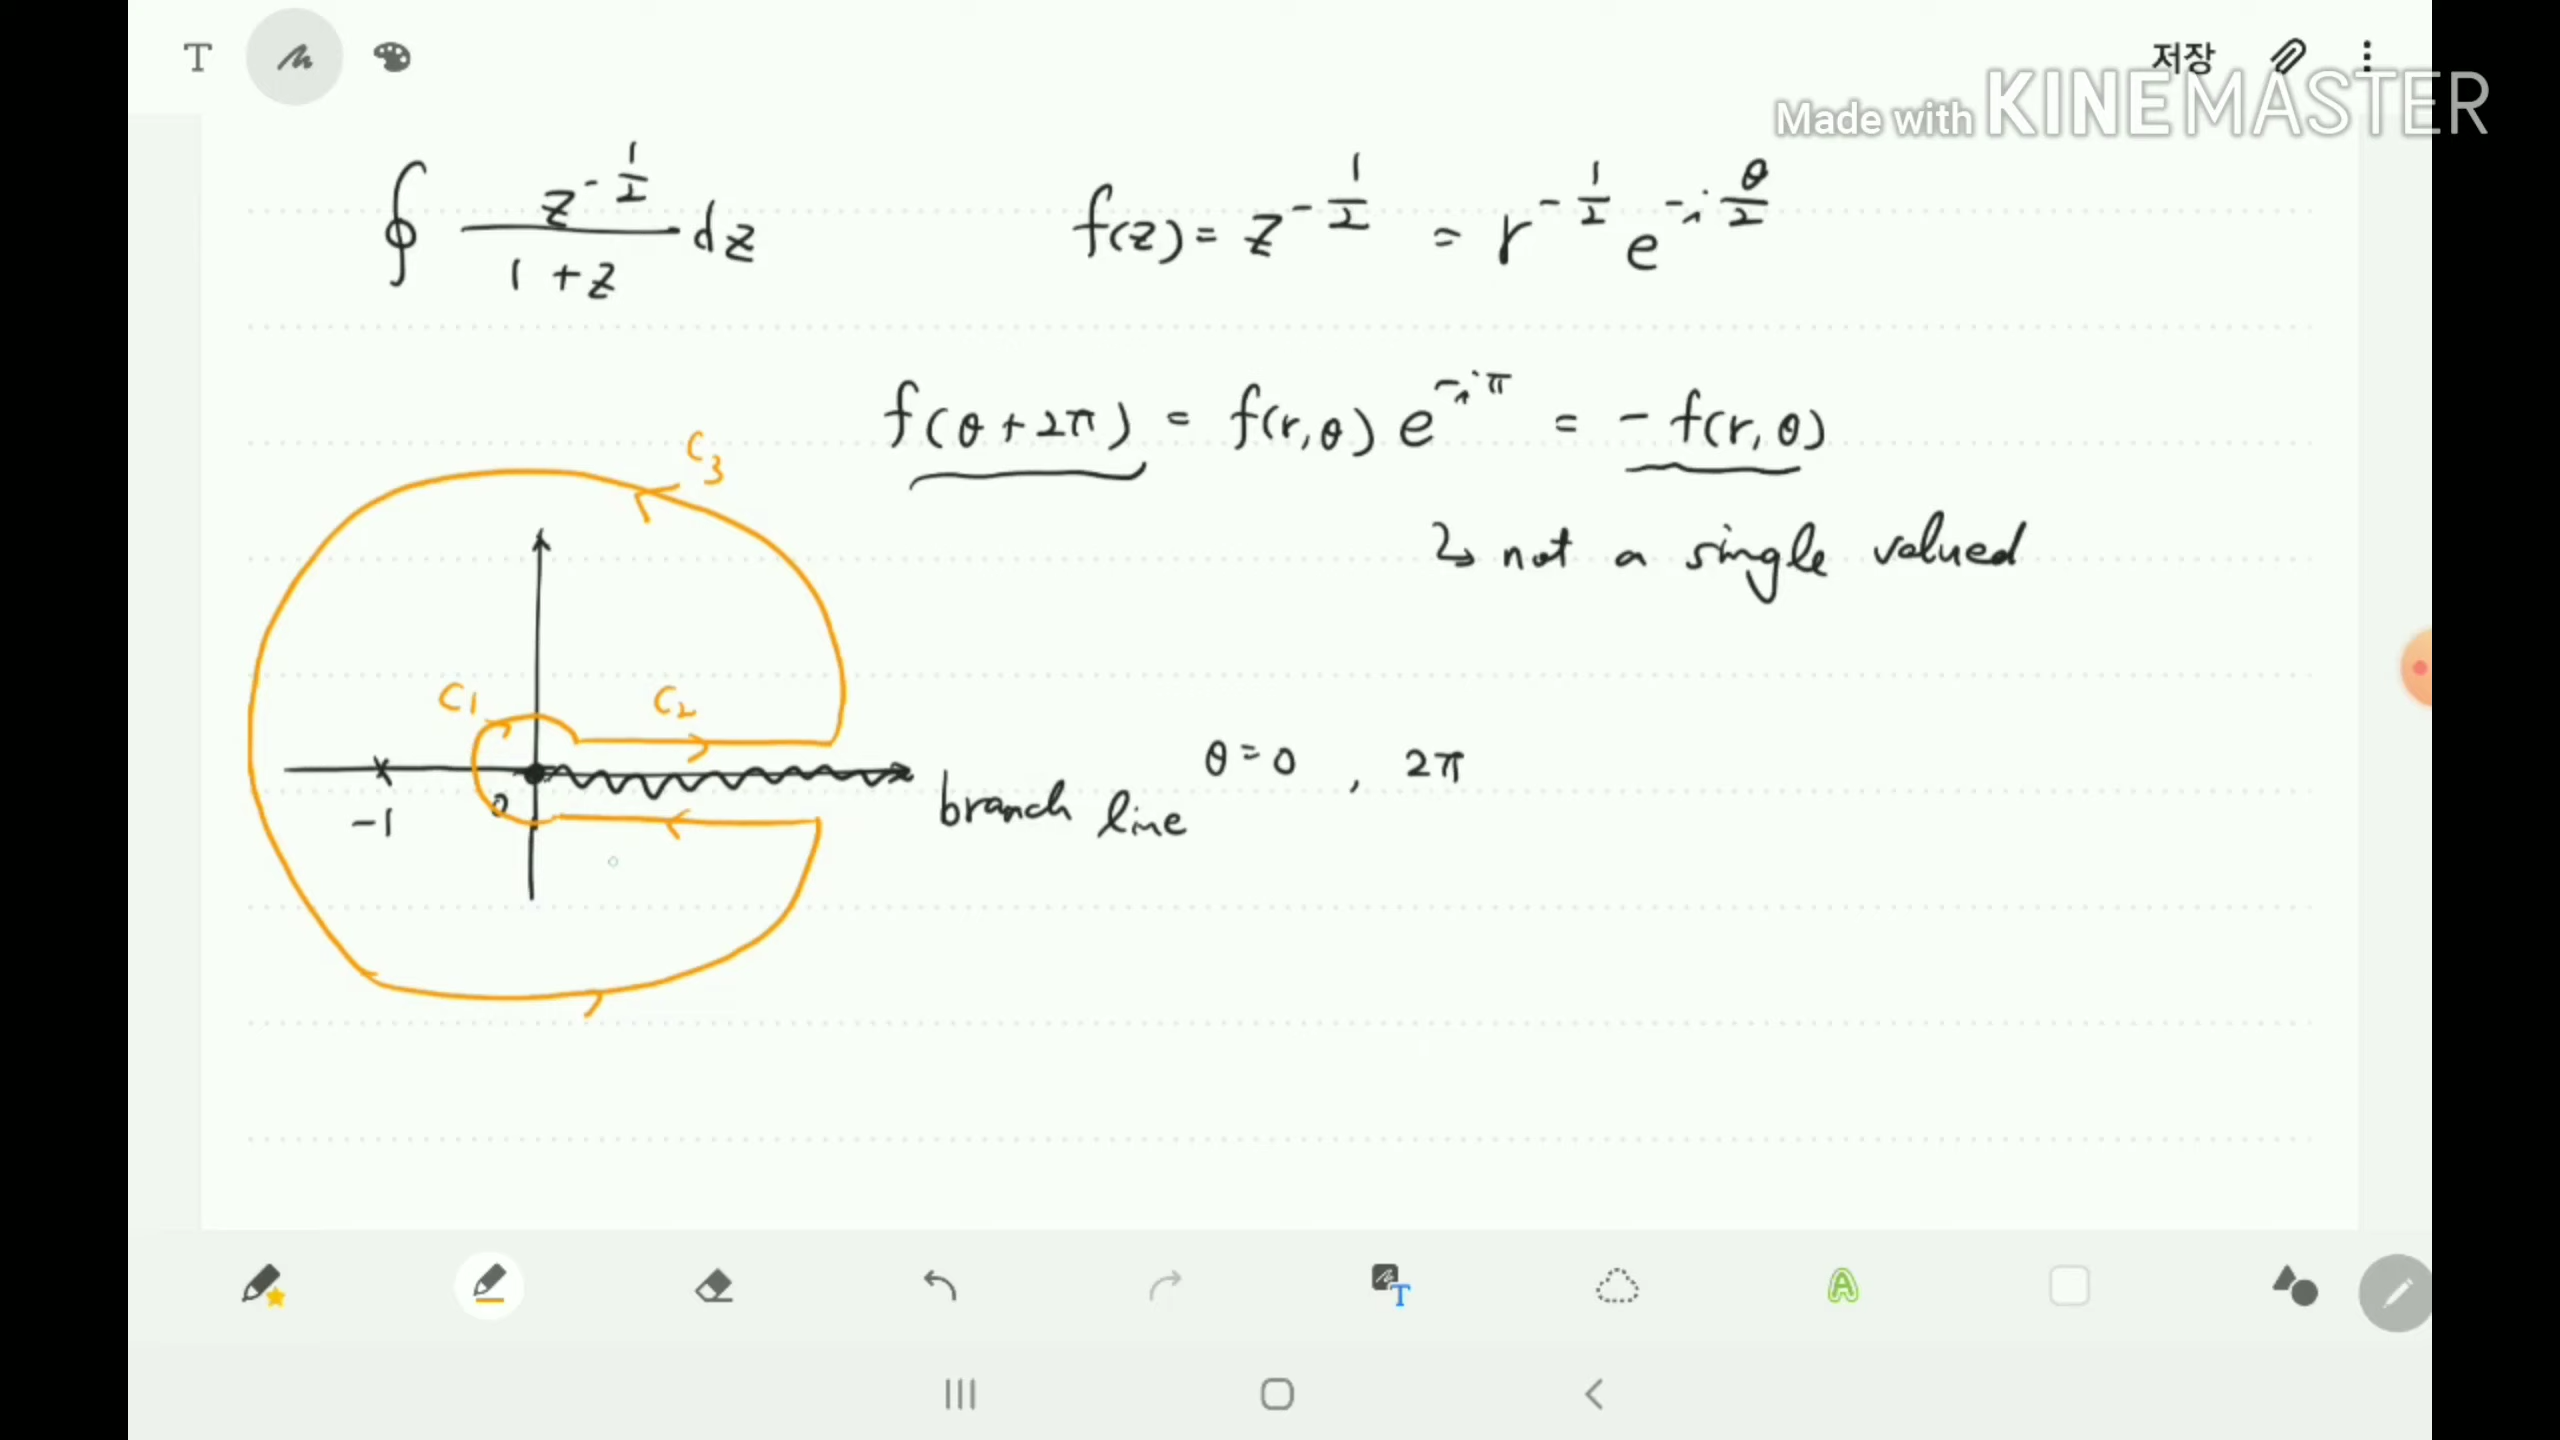 T
저장
Made with KINEMASTER
∮ z^{-1/2} / (1+z) dz
f(z) = z^{-1/2} = r^{-1/2} e^{-iθ/2}
f(θ+2π) = f(r,θ) e^{-iπ} = -f(r,θ)
↳ not a single valued
C3
C1
C2
θ=0 , 2π
branch line
-1
0
T
A